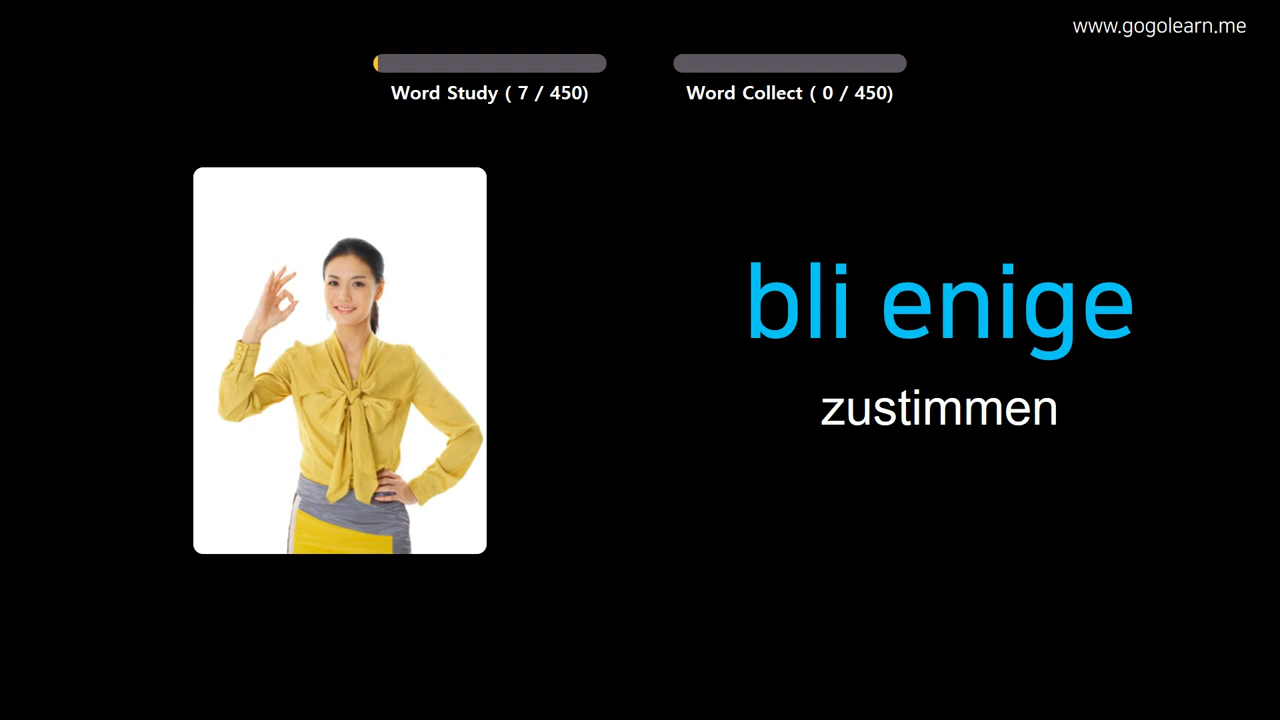 www.gogolearn.me
Word Study ( 7 / 450)
Word Collect ( 0 / 450)
bli enige
zustimmen